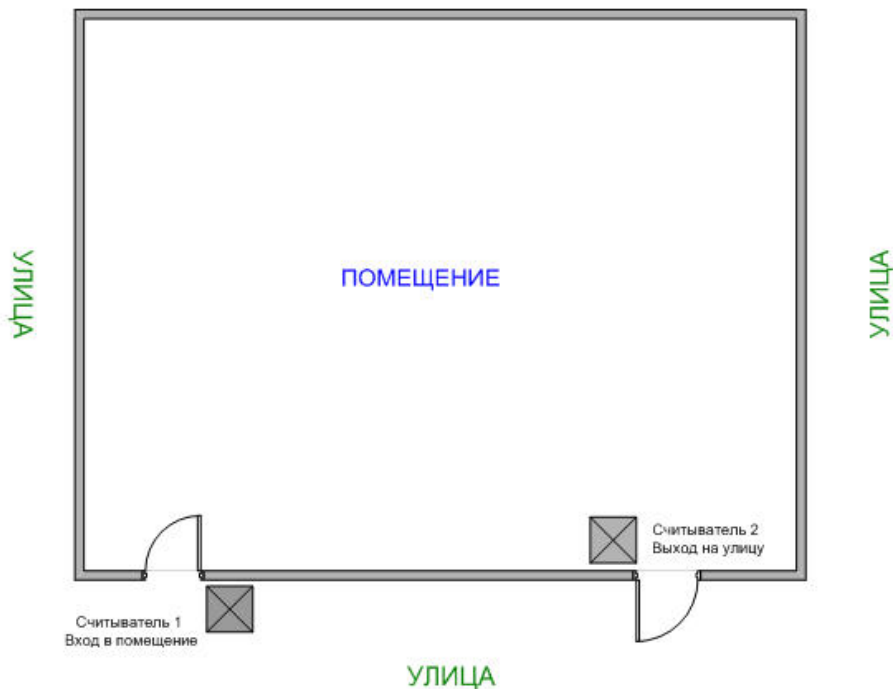 УЛИЦА
ПОМЕЩЕНИЕ
УЛИЦА
Считыватель 2
Выход на улицу
Считыватель 1
Вход в помещение
УЛИЦА